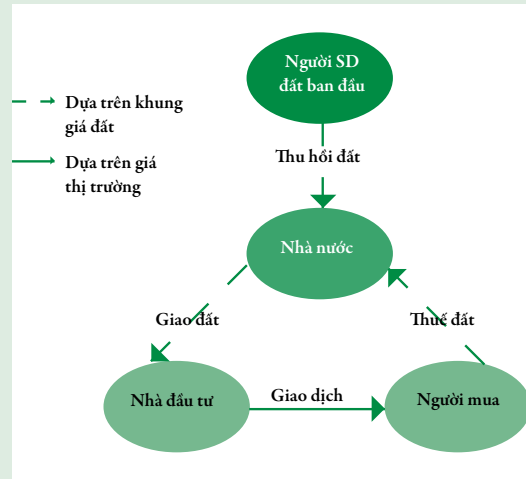 Người SD
đất ban đầu
Dựa trên khung
giá đất
Dựa trên giá
thị trường
Thu hồi đất
Nhà nước
Giao đất
Thuế đất
Nhà đầu tư
Giao dịch
Người mua